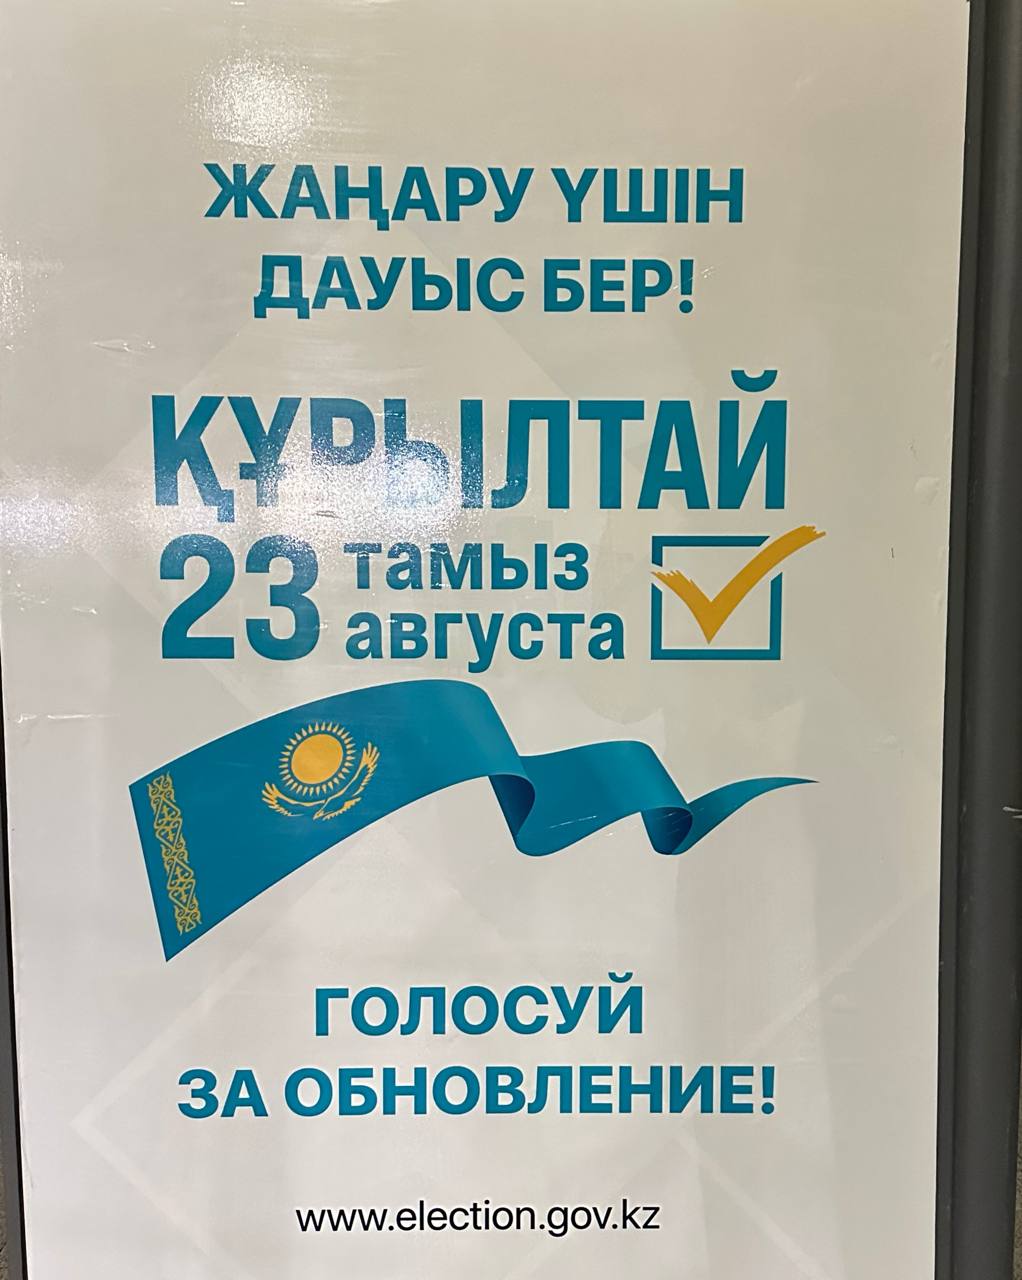 ЖАҢАРУ ҮШІН
ДАУЫС БЕР!
ҚҰРЫЛТАЙ
23 тамыз
августа
ГОЛОСУЙ
ЗА ОБНОВЛЕНИЕ!
www.election.gov.kz